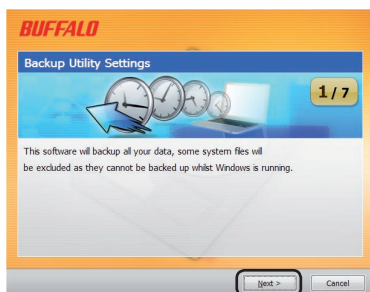 BUFFALO
Backup Utility Settings
1/7
This software will backup all your data, some system files will
be excluded as they cannot be backed up whilst Windows is running.
Next >
Cancel